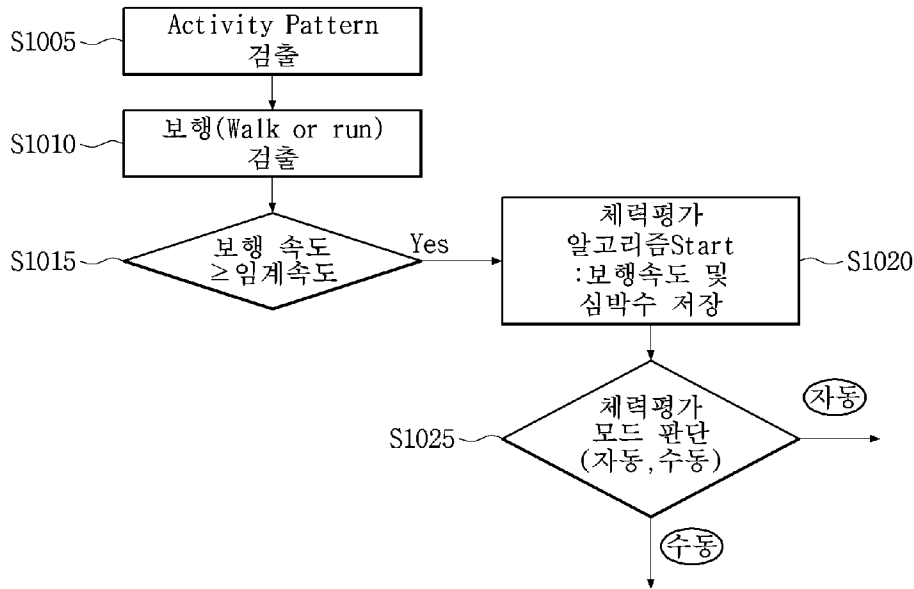 S1005
Activity Pattern
검출
S1010
보행(Walk or run)
검출
S1015
보행 속도
≥임계속도
Yes
체력평가
알고리즘Start
:보행속도 및
심박수 저장
S1020
S1025
체력평가
모드 판단
(자동,수동)
자동
수동